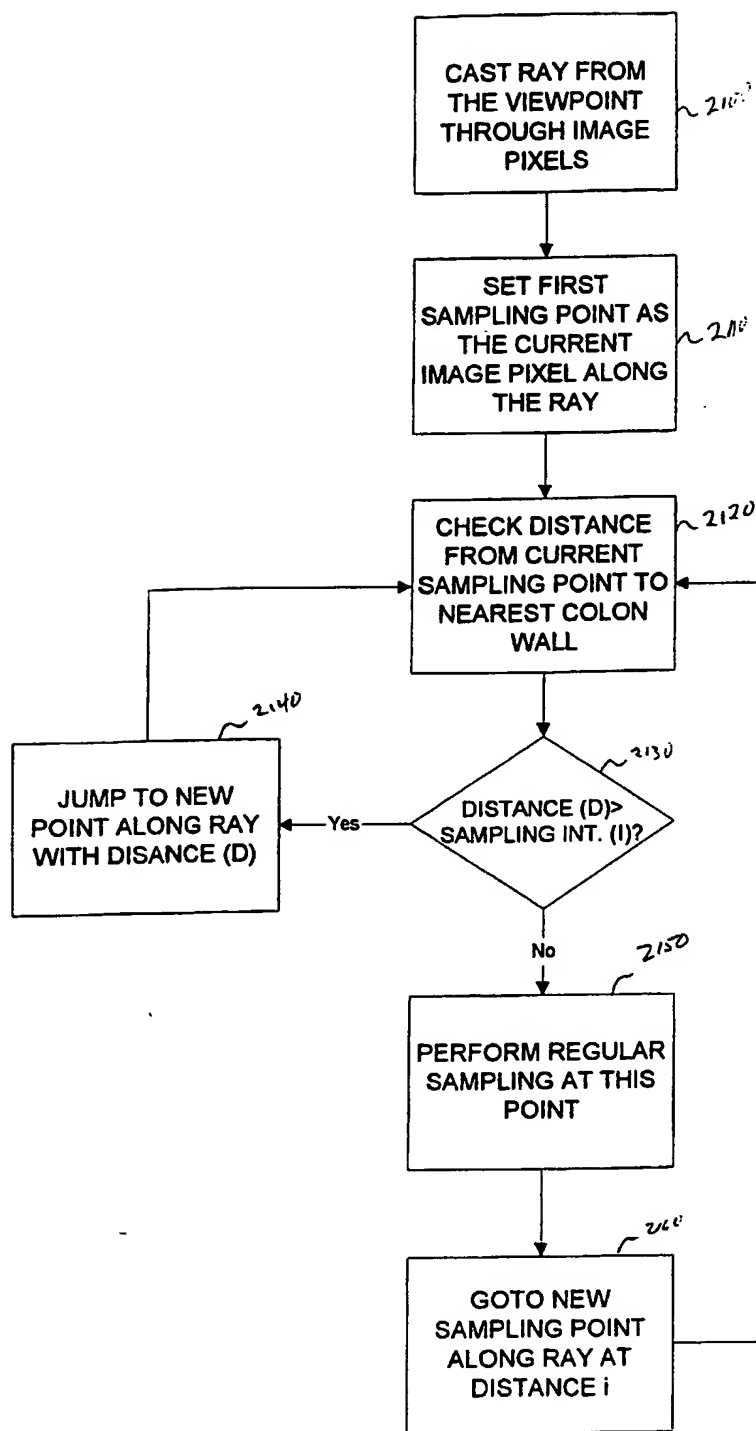 CAST RAY FROM
THE VIEWPOINT
THROUGH IMAGE
PIXELS
2100
SET FIRST
SAMPLING POINT AS
THE CURRENT
IMAGE PIXEL ALONG
THE RAY
2110
CHECK DISTANCE
FROM CURRENT
SAMPLING POINT TO
NEAREST COLON
WALL
2120
2140
JUMP TO NEW
POINT ALONG RAY
WITH DISANCE (D)
Yes
2130
DISTANCE (D)>
SAMPLING INT. (I)?
No
2150
PERFORM REGULAR
SAMPLING AT THIS
POINT
GOTO NEW
SAMPLING POINT
ALONG RAY AT
DISTANCE i